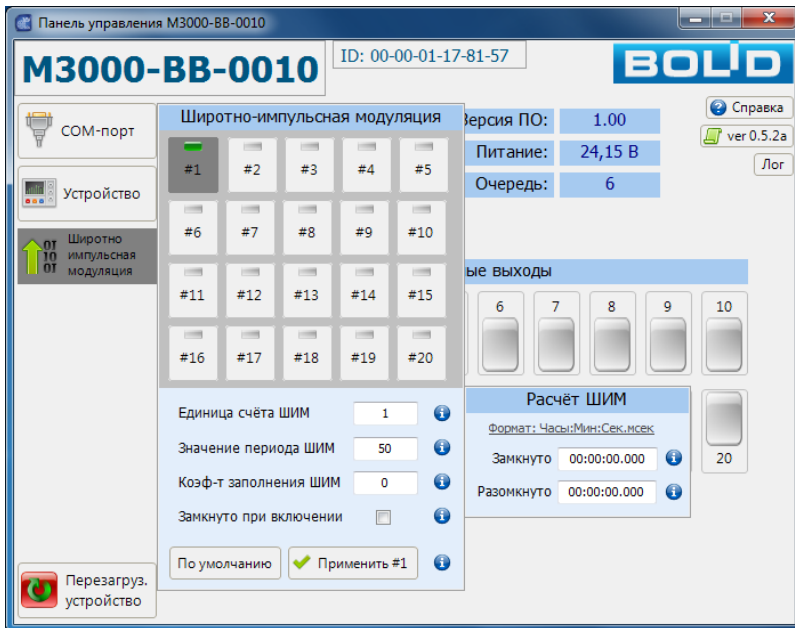 Панель управления М3000-ВВ-0010
М3000-ВВ-0010
ID: 00-00-01-17-81-57
BOLID
COM-порт
Устройство
Широтно
импульсная
модуляция
Перезагруз.
устройство
Широтно-импульсная модуляция
#1 #2 #3 #4 #5
#6 #7 #8 #9 #10
#11 #12 #13 #14 #15
#16 #17 #18 #19 #20
Единица счёта ШИМ 1
Значение периода ШИМ 50
Коэф-т заполнения ШИМ 0
Замкнуто при включении
По умолчанию Применить #1
Версия ПО: 1.00
Питание: 24,15 В
Очередь: 6
Справка
ver 0.5.2a
Лог
ые выходы
6 7 8 9 10
20
Расчёт ШИМ
Формат: Часы:Мин:Сек.мсек
Замкнуто 00:00:00.000
Разомкнуто 00:00:00.000